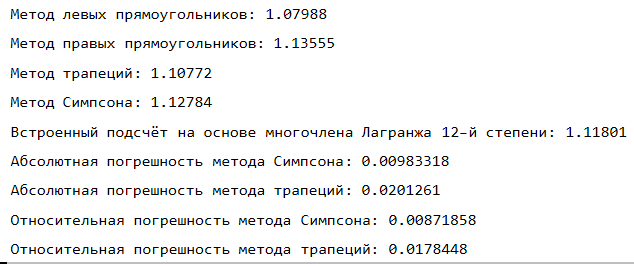 Метод левых прямоугольников: 1.07988
Метод правых прямоугольников: 1.13555
Метод трапеций: 1.10772
Метод Симпсона: 1.12784
Встроенный подсчёт на основе многочлена Лагранжа 12-й степени: 1.11801
Абсолютная погрешность метода Симпсона: 0.00983318
Абсолютная погрешность метода трапеций: 0.0201261
Относительная погрешность метода Симпсона: 0.00871858
Относительная погрешность метода трапеций: 0.0178448